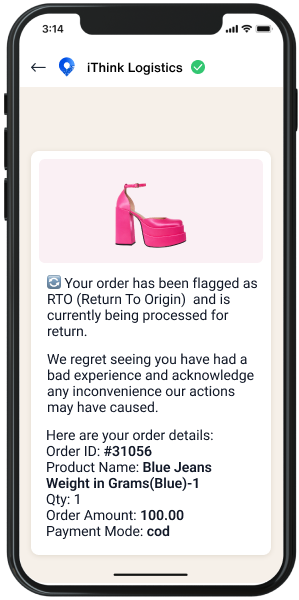 3:14
iThink Logistics
Your order has been flagged as
RTO (Return To Origin) and is
currently being processed for
return.
We regret seeing you have had a
bad experience and acknowledge
any inconvenience our actions
may have caused.
Here are your order details:
Order ID: #31056
Product Name: Blue Jeans
Weight in Grams(Blue)-1
Qty: 1
Order Amount: 100.00
Payment Mode: cod